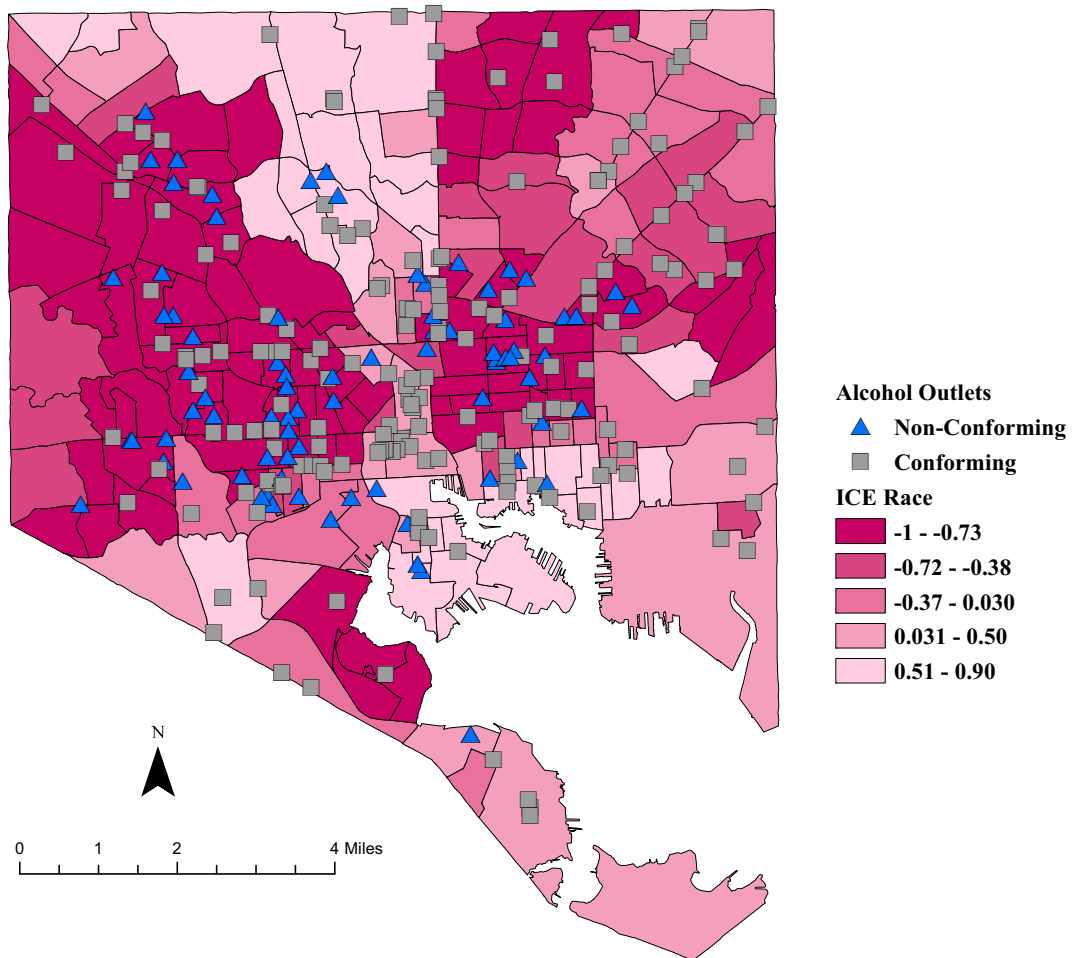 Alcohol Outlets
Non-Conforming
Conforming
ICE Race
-1 - -0.73
-0.72 - -0.38
-0.37 - 0.030
0.031 - 0.50
0.51 - 0.90
N
0 1 2 4 Miles